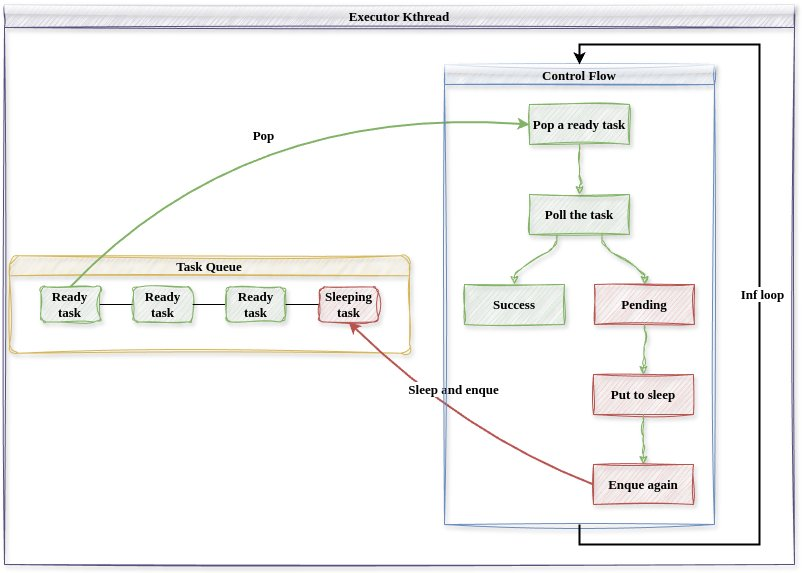 Executor Kthread
Control Flow
Pop a ready task
Pop
Poll the task
Task Queue
Ready
task
Ready
task
Ready
task
Sleeping
task
Success
Pending
Inf loop
Sleep and enque
Put to sleep
Enque again